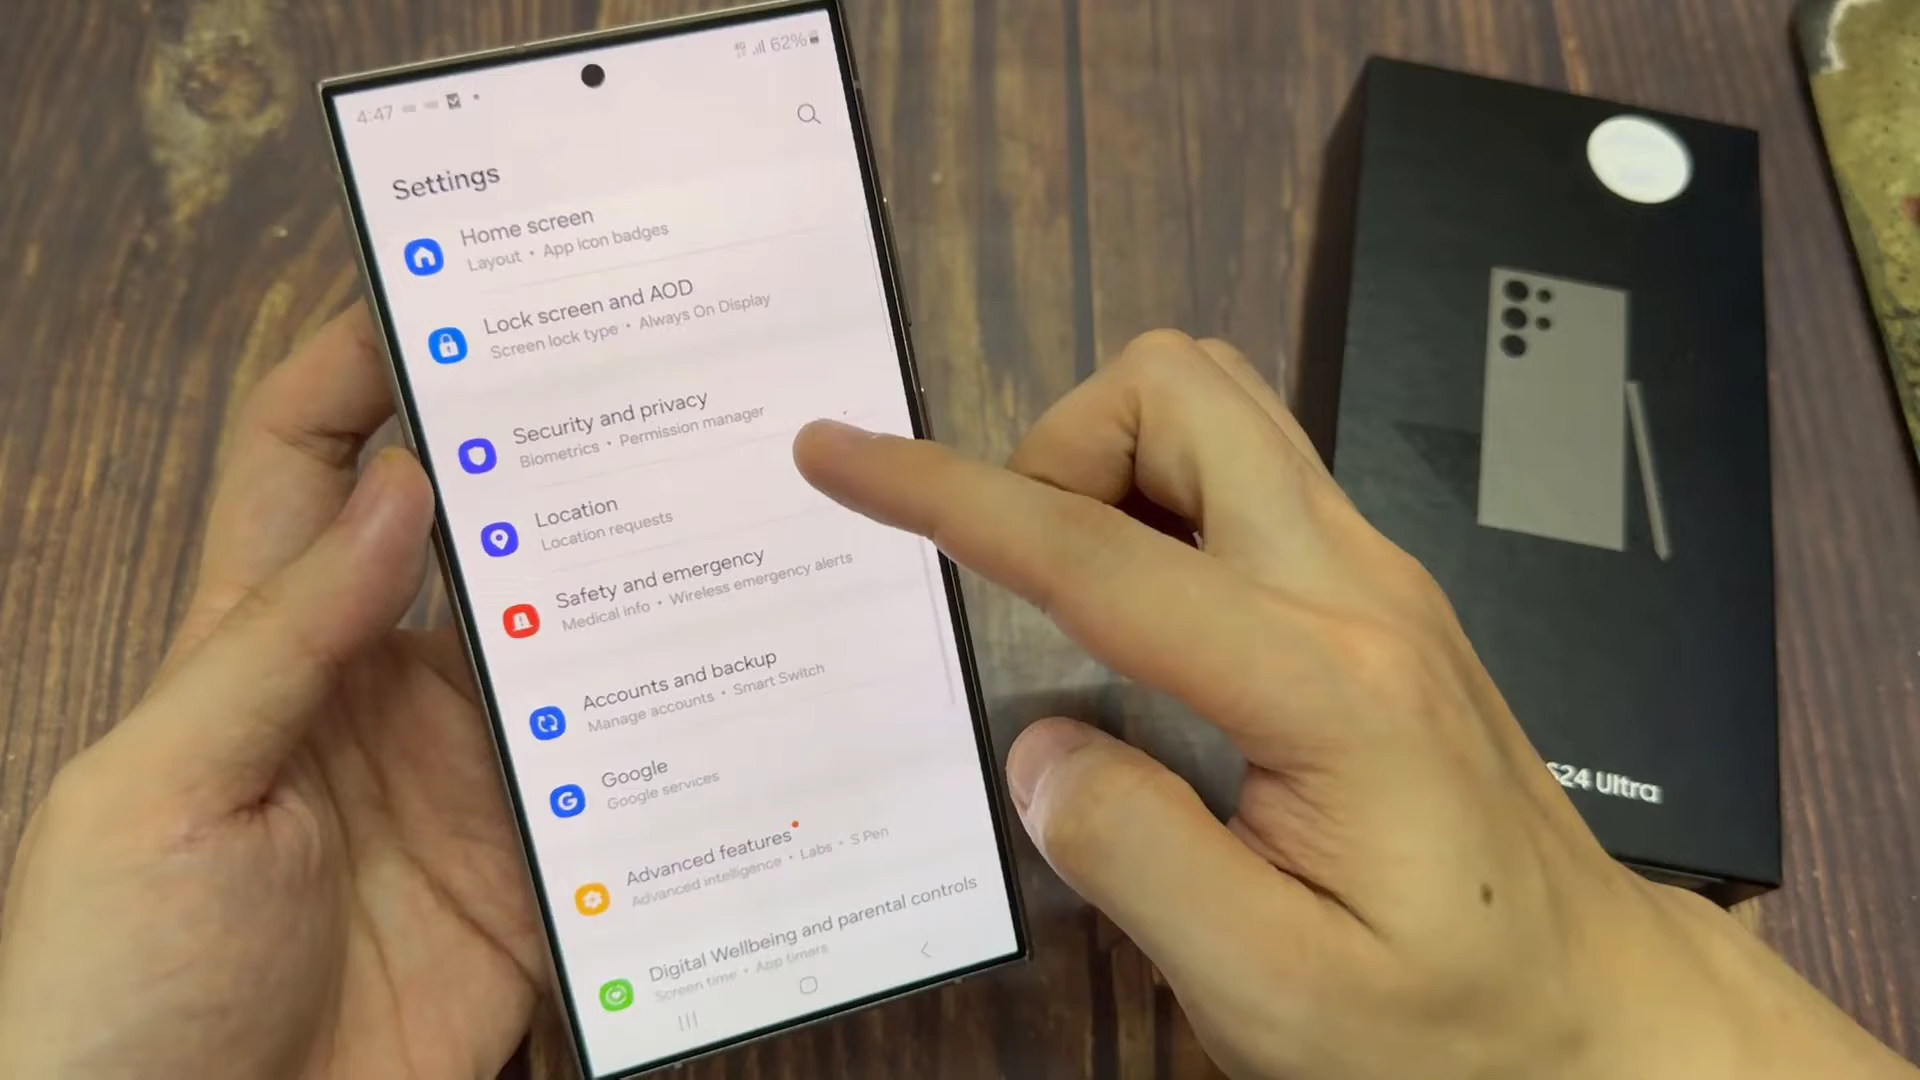 4:47
4G 62%
Settings
Home screen
Layout • App icon badges
Lock screen and AOD
Screen lock type • Always On Display
Security and privacy
Biometrics • Permission manager
Location
Location requests
Safety and emergency
Medical info • Wireless emergency alerts
Accounts and backup
Manage accounts • Smart Switch
Google
Google services
Advanced features
Advanced intelligence • Labs • S Pen
Digital Wellbeing and parental controls
Screen time • App timers
S24 Ultra